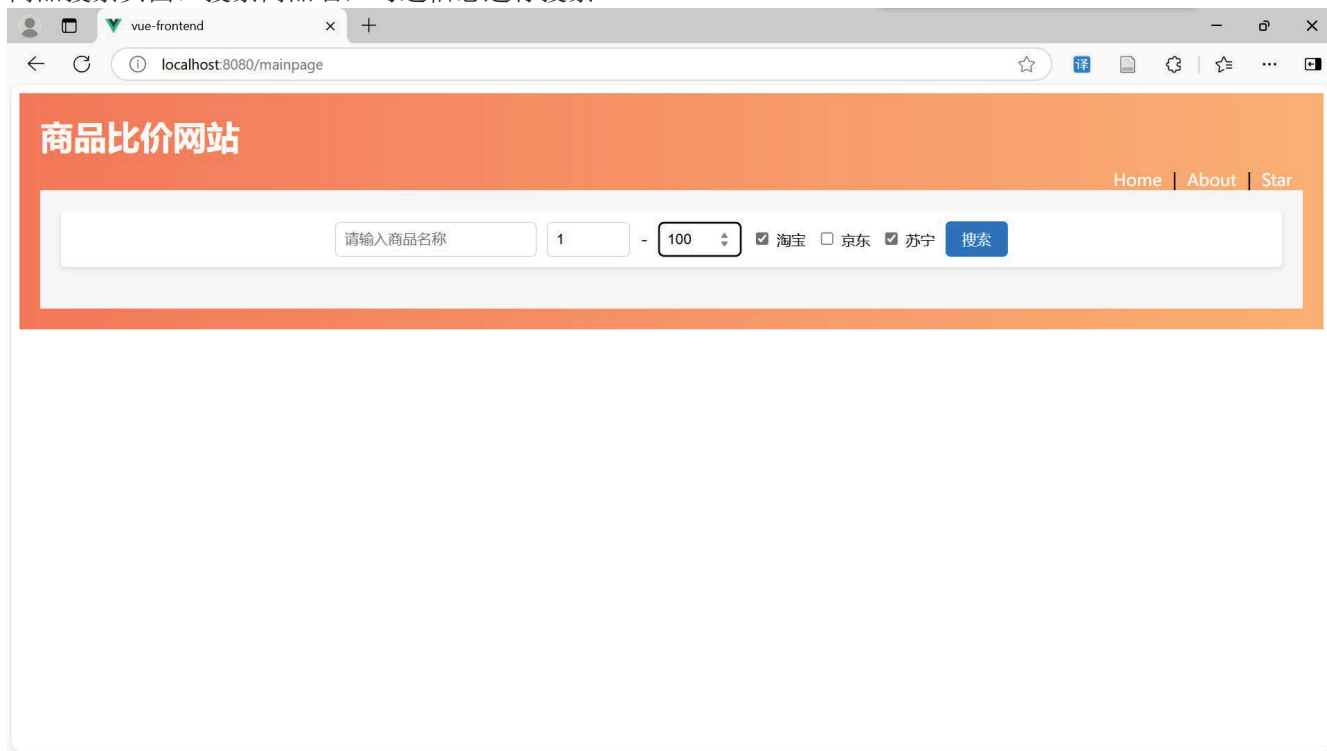 vue-frontend
localhost:8080/mainpage
译
商品比价网站
Home | About | Star
请输入商品名称 1 - 100 淘宝 京东 苏宁 搜索